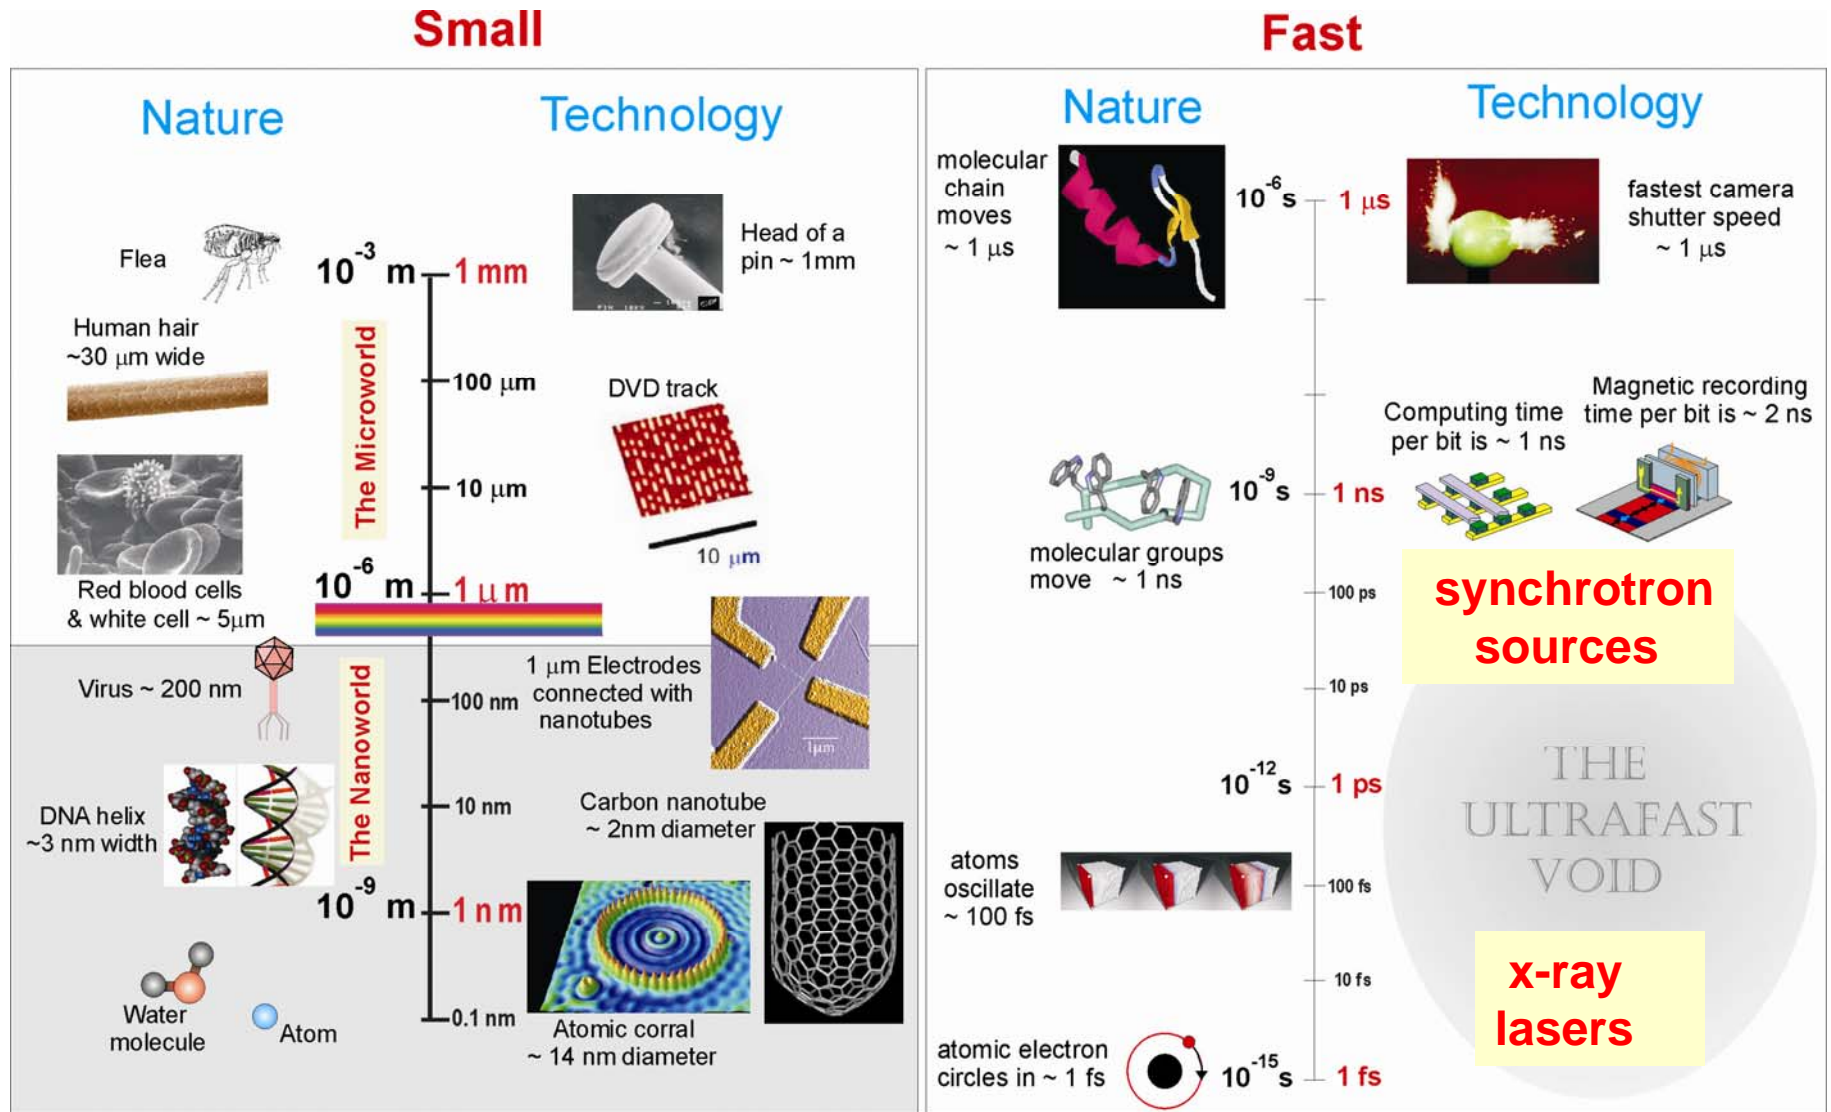 Small
Nature
Technology
Flea
10-3 m
1 mm
Head of a
pin ~ 1mm
Human hair
~30 μm wide
The Microworld
100 μm
DVD track
10 μm
10 μm
Red blood cells
& white cell ~ 5μm
10-6 m
1 μm
Virus ~ 200 nm
The Nanoworld
100 nm
1 μm Electrodes
connected with
nanotubes
1μm
DNA helix
~3 nm width
10 nm
Carbon nanotube
~ 2nm diameter
10-9 m
1 nm
Water
molecule
Atom
0.1 nm
Atomic corral
~ 14 nm diameter
Fast
Nature
Technology
molecular
chain
moves
~ 1 μs
10-6s
1 μs
fastest camera
shutter speed
~ 1 μs
Computing time
per bit is ~ 1 ns
Magnetic recording
time per bit is ~ 2 ns
10-9s
1 ns
molecular groups
move ~ 1 ns
100 ps
synchrotron
sources
10 ps
10-12s
1 ps
THE
ULTRAFAST
VOID
atoms
oscillate
~ 100 fs
100 fs
10 fs
x-ray
lasers
atomic electron
circles in ~ 1 fs
10-15s
1 fs